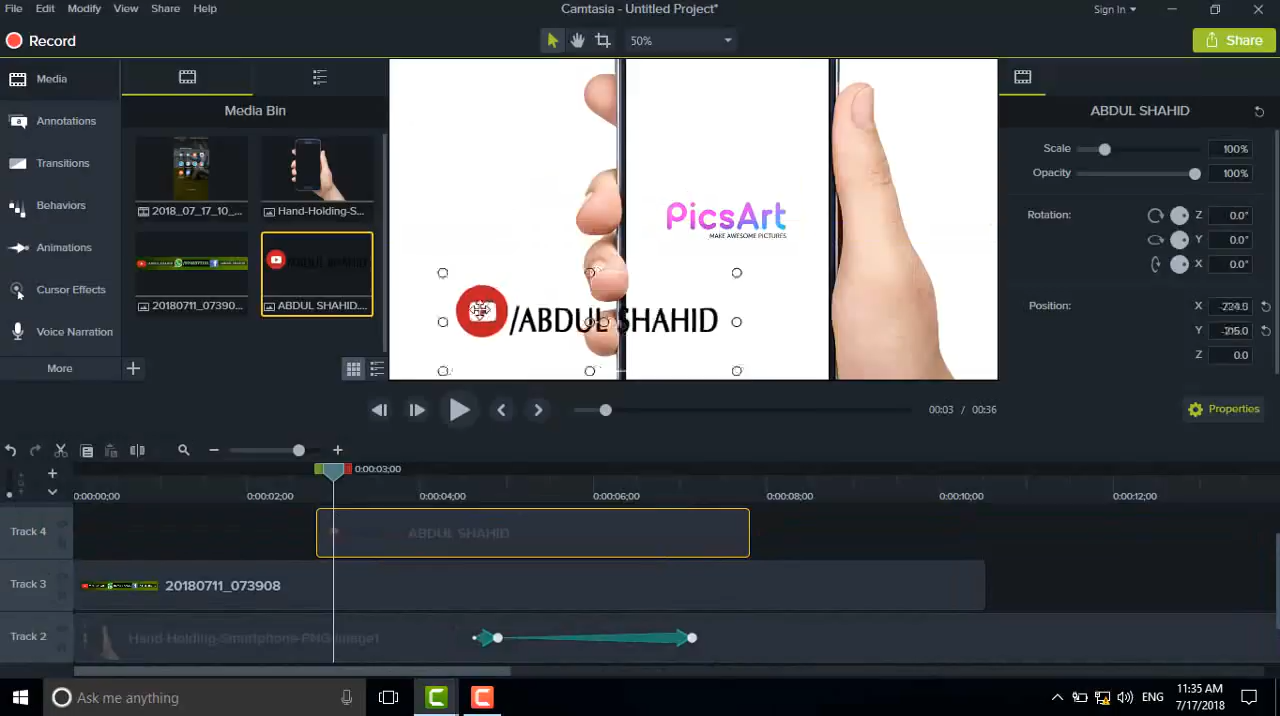 File Edit Modify View Share Help
Camtasia - Untitled Project*
Sign In
Record
50%
Share
Media
Annotations
Transitions
Behaviors
Animations
Cursor Effects
Voice Narration
More
Media Bin
2018_07_17_10_...
Hand-Holding-S...
20180711_07390...
ABDUL SHAHID....
PicsArt
MAKE AWESOME PICTURES
/ABDUL SHAHID
ABDUL SHAHID
Scale 100%
Opacity 100%
Rotation: Z 0.0°
Y 0.0°
X 0.0°
Position: X -224.9
Y -205.0
Z 0.0
00:03 / 00:36
Properties
0:00:03;00
0:00:00;00 0:00:02;00 0:00:04;00 0:00:06;00 0:00:08;00 0:00:10;00 0:00:12;00
Track 4 ABDUL SHAHID
Track 3 20180711_073908
Track 2 Hand-Holding-Smartphone-PNG-Image1
Ask me anything
ENG
11:35 AM
7/17/2018